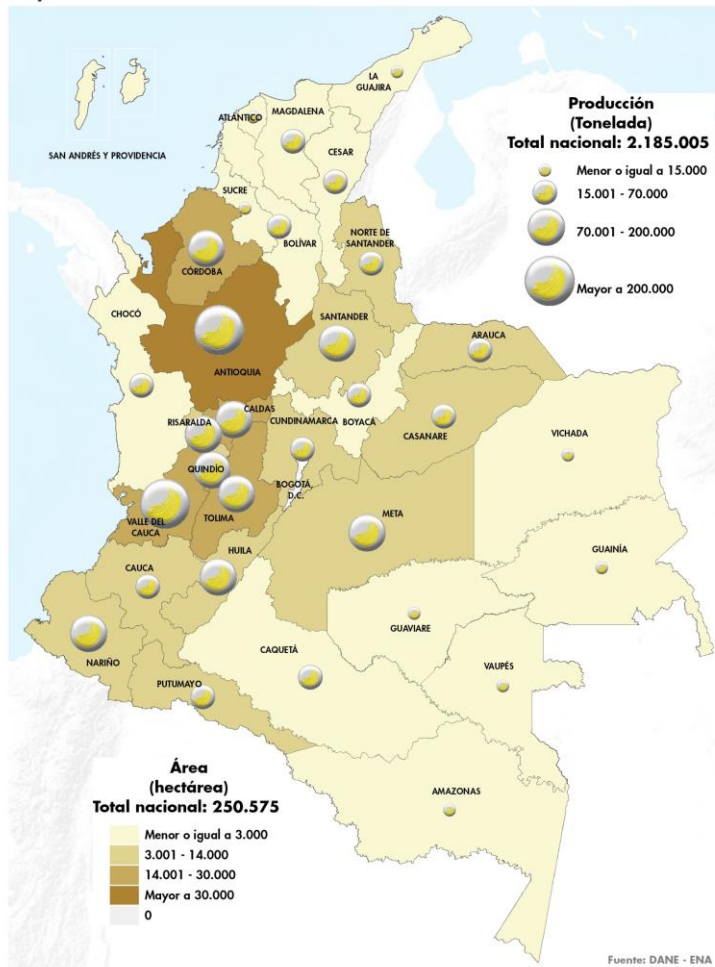 LA
GUAJIRA
ATLÁNTICO
MAGDALENA
CESAR
SAN ANDRÉS Y PROVIDENCIA
SUCRE
BOLÍVAR
NORTE DE
SANTANDER
CÓRDOBA
CHOCÓ
ANTIOQUIA
SANTANDER
ARAUCA
RISARALDA
CALDAS
CUNDINAMARCA
BOYACÁ
CASANARE
VICHADA
QUINDÍO
BOGOTÁ,
D.C.
VALLE DEL
CAUCA
TOLIMA
META
GUAINÍA
CAUCA
HUILA
GUAVIARE
NARIÑO
CAQUETÁ
VAUPÉS
PUTUMAYO
AMAZONAS
Producción
(Tonelada)
Total nacional: 2.185.005
Menor o igual a 15.000
15.001 - 70.000
70.001 - 200.000
Mayor a 200.000
Área
(hectárea)
Total nacional: 250.575
Menor o igual a 3.000
3.001 - 14.000
14.001 - 30.000
Mayor a 30.000
0
Fuente: DANE - ENA